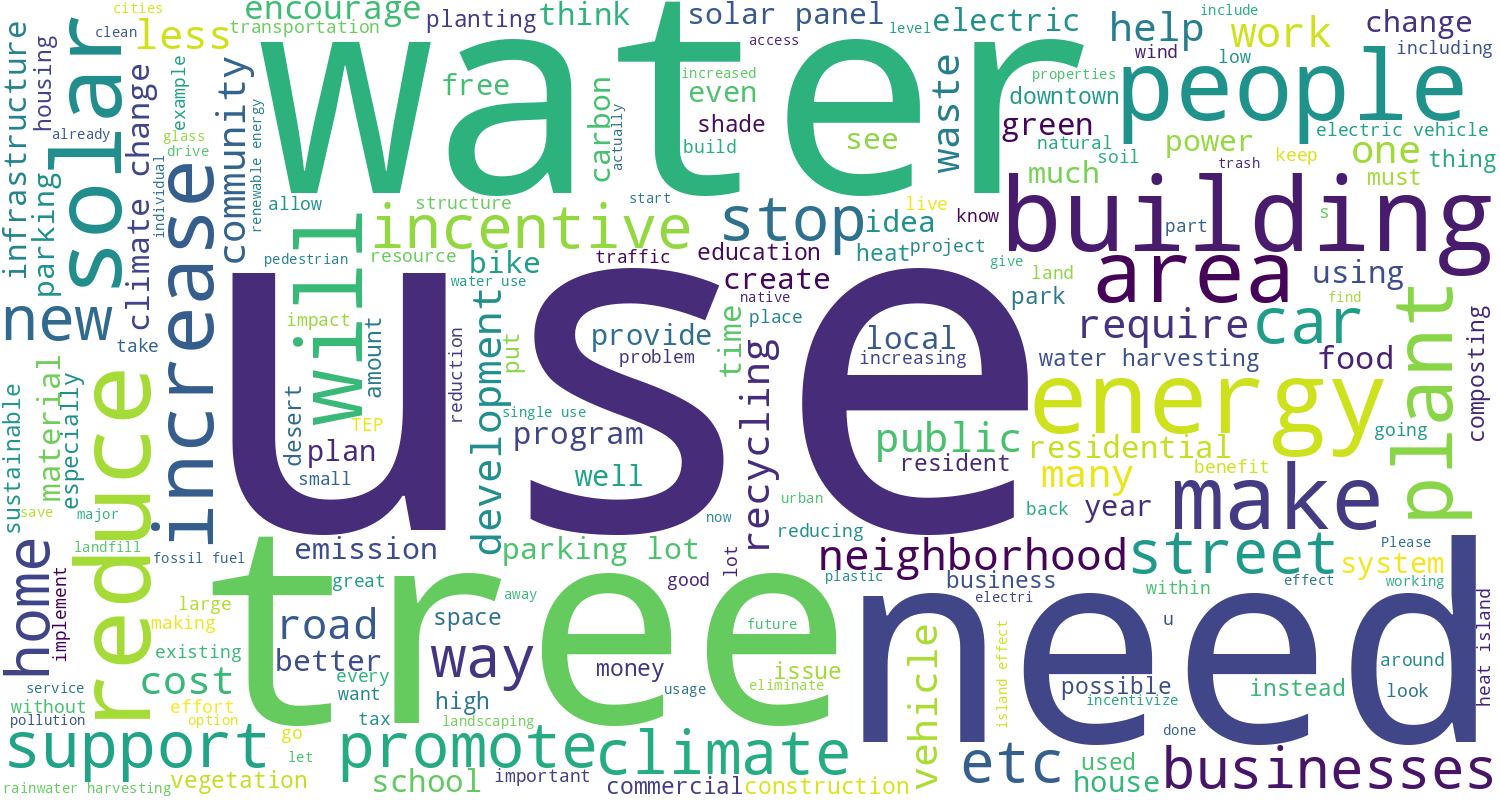 cities
encourage
planting
think
solar panel
electric
help
include
work
change
infrastructure
solar
clean
less
transportation
water
access
level
wind
including
housing
example
community
free
carbon
increased
even
waste
properties
low
people
downtown
already
climate change
glass
drive
renewable energy
actually
shade
see
green
natural
electric vehicle
build
power
soil
trash
keep
one
thing
parking
individual
increase
allow
will
structure
start
stop
idea
live
know
much
building
part
must
s
incentive
resource
pedestrian
bike
traffic
education
heat
project
give
area
land
using
new
take
impact
amount
water use
create
native
place
park
find
plant
use
provide
problem
time
local
increasing
require
car
water harvesting
food
composting
reduce
material
especially
sustainable
desert
TEP
plan
small
reduction
development
put
single use
program
well
recycling
public
resident
energy
residential
many
going
benefit
save
major
landfill
fossil fuel
emission
parking lot
now
lot
urban
reducing
back
year
make
home
implement
tree
great
away
good
plastic
neighborhood
business
electri
need
street
Please
system
within
effect
working
large
making
existing
road
better
space
way
money
future
issue
eliminate
vehicle
island effect
possible
incentivize
u
instead
around
look
heat island
service
without
pollution
cost
effort
option
every
want
tax
high
landscaping
usage
done
support
go
let
promote
climate
etc
used
house
businesses
rainwater harvesting
vegetation
school
important
commercial
construction